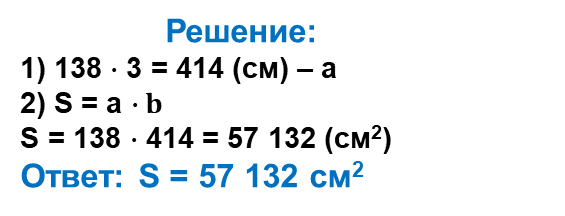 Решение:
1) 138 · 3 = 414 (см) – a
2) S = a · b
S = 138 · 414 = 57 132 (см²)
Ответ: S = 57 132 см²